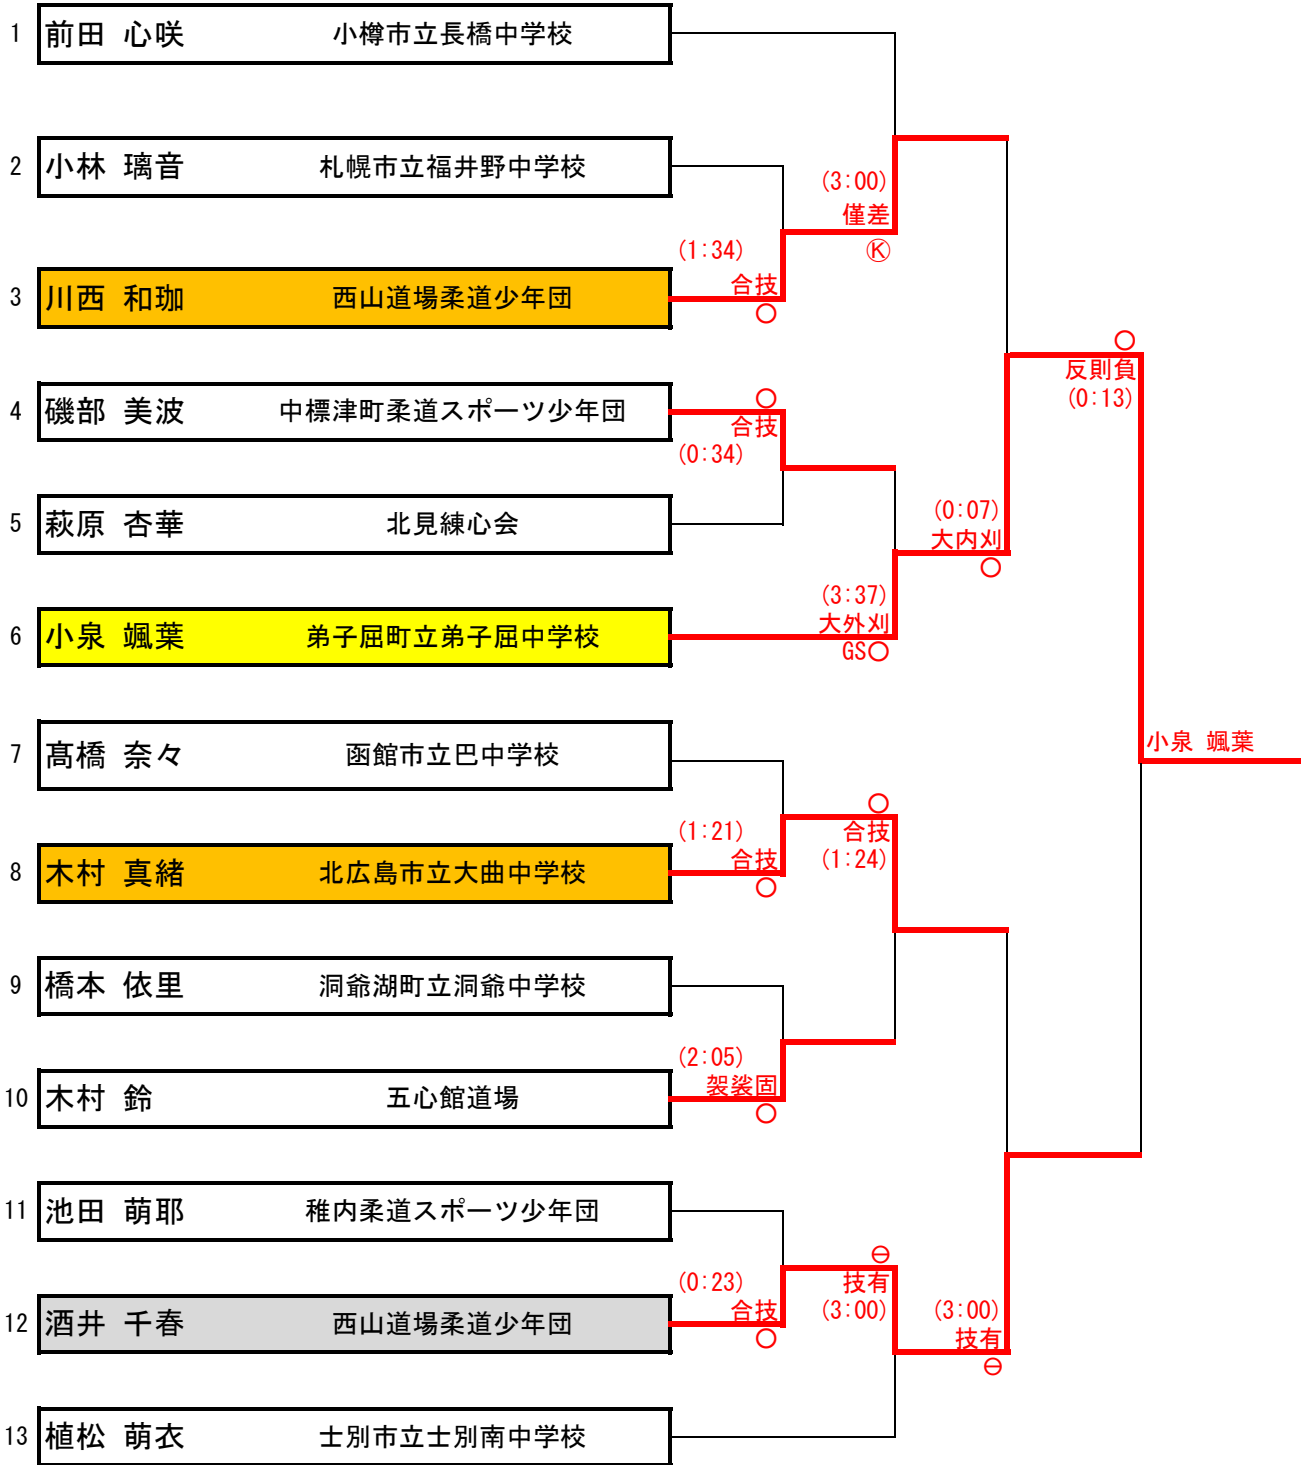 1 前田 心咲 小樽市立長橋中学校
2 小林 璃音 札幌市立福井野中学校
(3:00)
僅差
Ⓚ
(1:34)
合技
○
3 川西 和珈 西山道場柔道少年団
○
反則負
(0:13)
4 磯部 美波 中標津町柔道スポーツ少年団
○
合技
(0:34)
5 萩原 杏華 北見練心会
(0:07)
大内刈
○
6 小泉 颯葉 弟子屈町立弟子屈中学校
(3:37)
大外刈
GS○
7 髙橋 奈々 函館市立巴中学校
小泉 颯葉
○
合技
(1:24)
(1:21)
合技
○
8 木村 真緒 北広島市立大曲中学校
9 橋本 依里 洞爺湖町立洞爺中学校
(2:05)
袈裟固
○
10 木村 鈴 五心館道場
11 池田 萌耶 稚内柔道スポーツ少年団
⊖
技有
(3:00)
(0:23)
合技
○
(3:00)
技有
⊖
12 酒井 千春 西山道場柔道少年団
13 植松 萌衣 士別市立士別南中学校